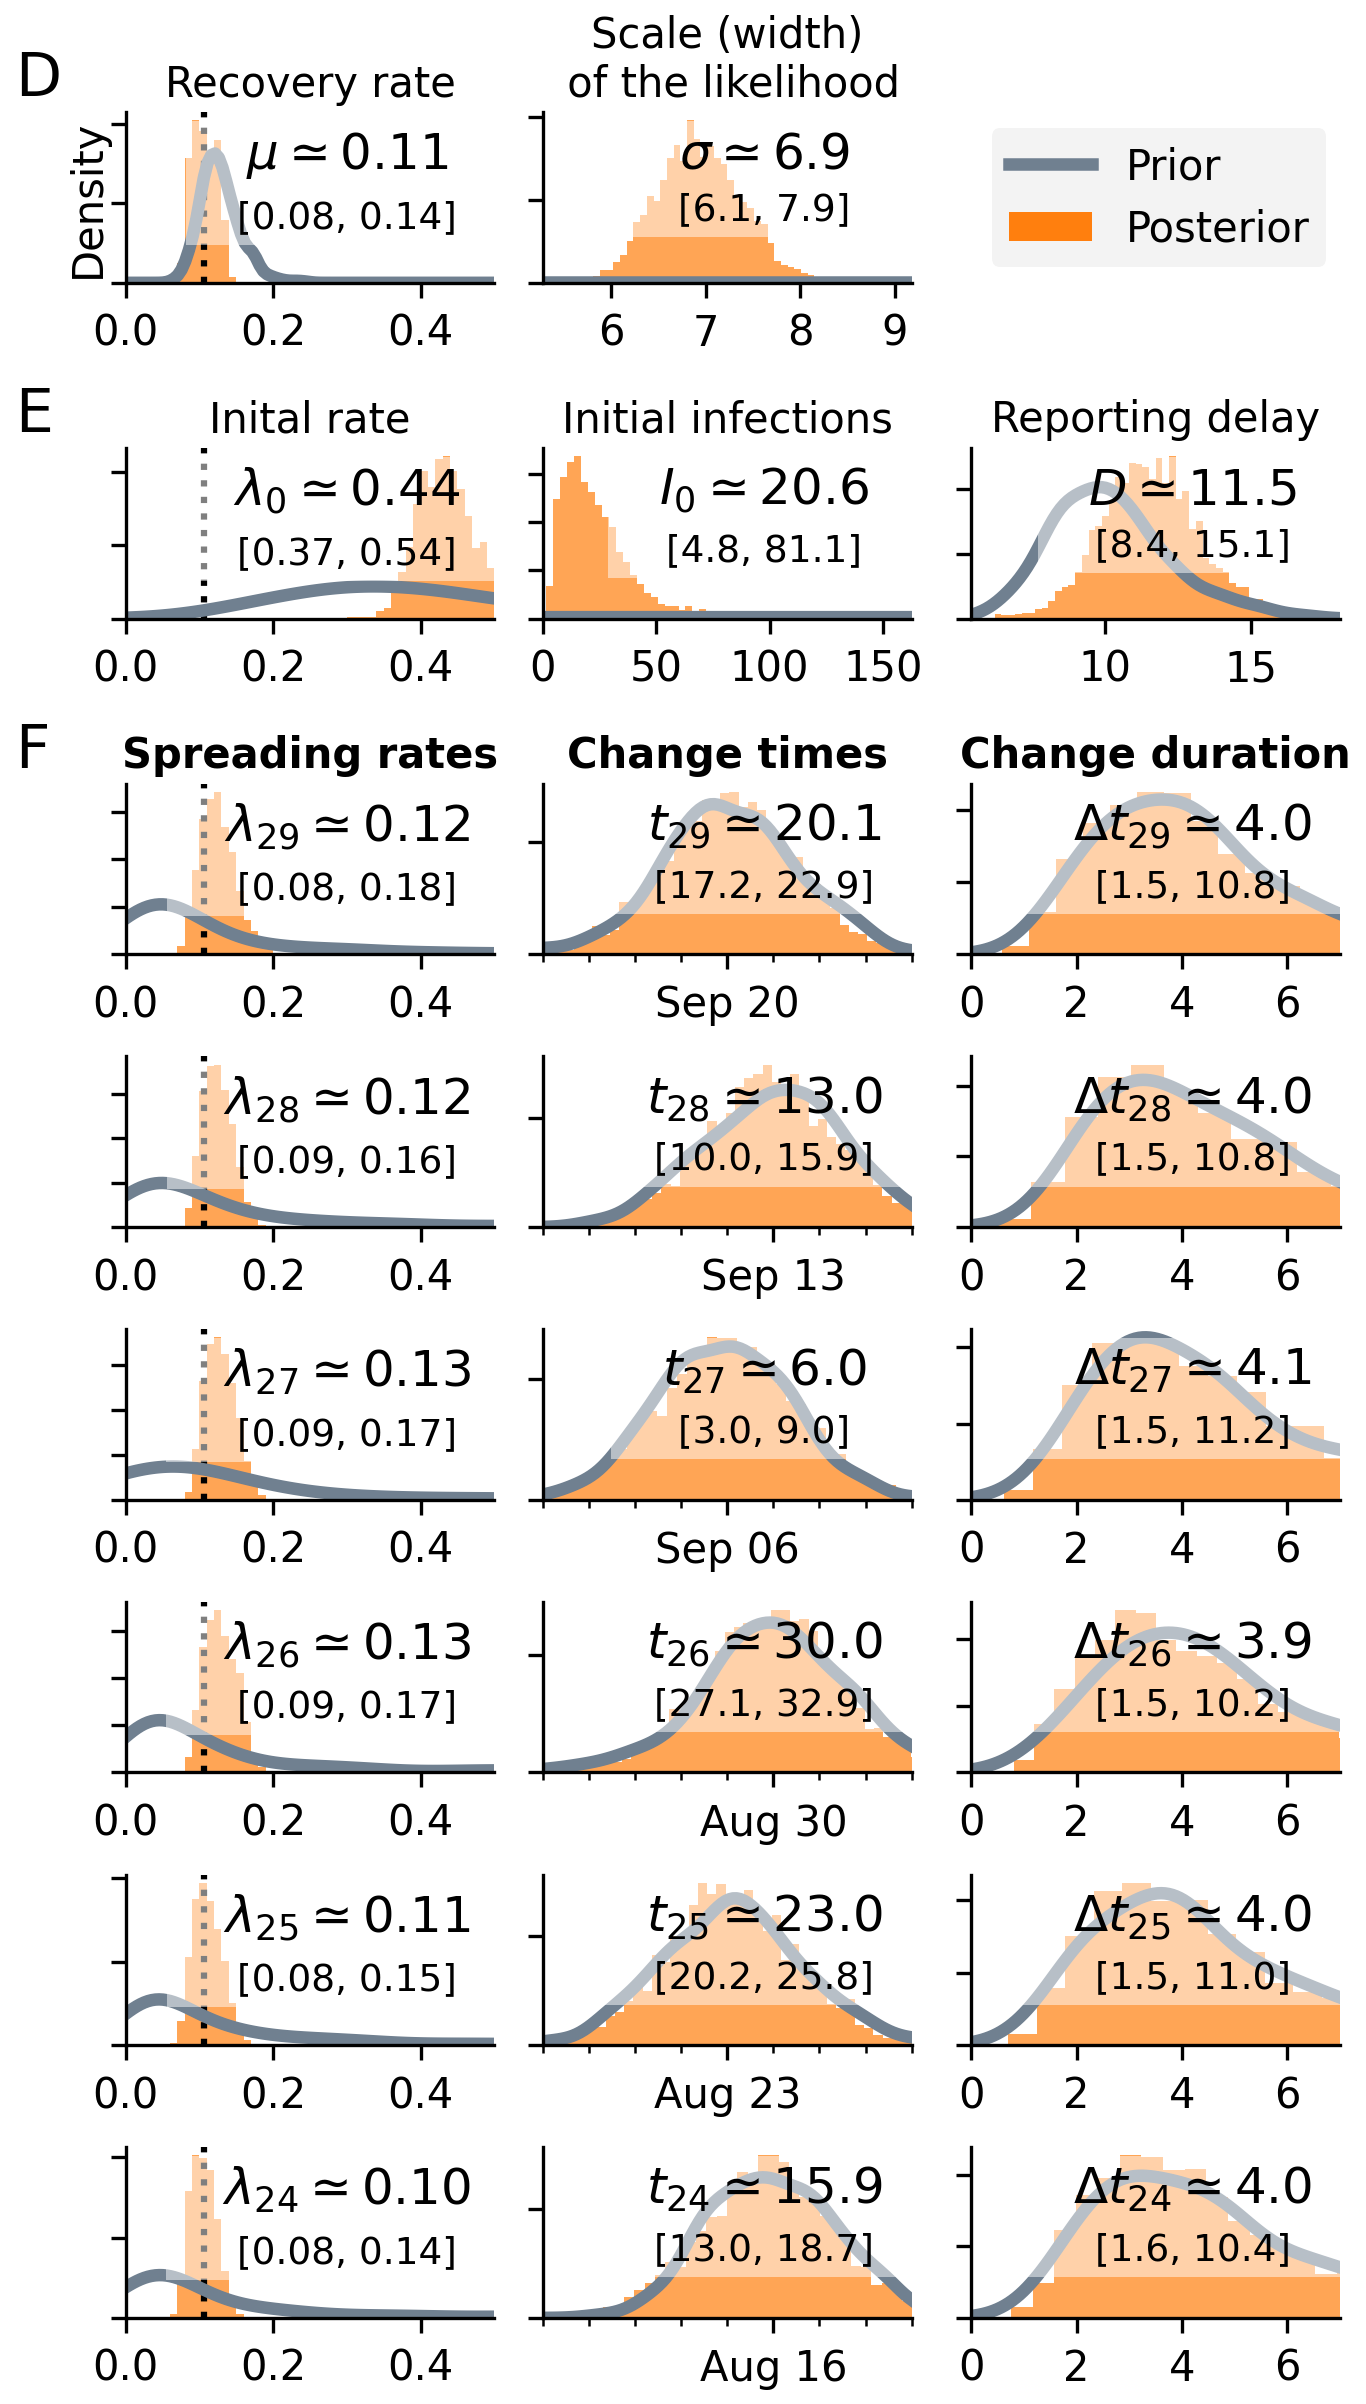 D
Recovery rate
Scale (width)
of the likelihood
Density
μ ≃ 0.11
[0.08, 0.14]
σ ≃ 6.9
[6.1, 7.9]
Prior
Posterior
0.0 0.2 0.4
6 7 8 9
E
Inital rate
Initial infections
Reporting delay
λ₀ ≃ 0.44
[0.37, 0.54]
I₀ ≃ 20.6
[4.8, 81.1]
D ≃ 11.5
[8.4, 15.1]
0.0 0.2 0.4
0 50 100 150
10 15
F
Spreading rates
Change times
Change duration
λ₂₉ ≃ 0.12
[0.08, 0.18]
t₂₉ ≃ 20.1
[17.2, 22.9]
Δt₂₉ ≃ 4.0
[1.5, 10.8]
0.0 0.2 0.4
Sep 20
0 2 4 6
λ₂₈ ≃ 0.12
[0.09, 0.16]
t₂₈ ≃ 13.0
[10.0, 15.9]
Δt₂₈ ≃ 4.0
[1.5, 10.8]
0.0 0.2 0.4
Sep 13
0 2 4 6
λ₂₇ ≃ 0.13
[0.09, 0.17]
t₂₇ ≃ 6.0
[3.0, 9.0]
Δt₂₇ ≃ 4.1
[1.5, 11.2]
0.0 0.2 0.4
Sep 06
0 2 4 6
λ₂₆ ≃ 0.13
[0.09, 0.17]
t₂₆ ≃ 30.0
[27.1, 32.9]
Δt₂₆ ≃ 3.9
[1.5, 10.2]
0.0 0.2 0.4
Aug 30
0 2 4 6
λ₂₅ ≃ 0.11
[0.08, 0.15]
t₂₅ ≃ 23.0
[20.2, 25.8]
Δt₂₅ ≃ 4.0
[1.5, 11.0]
0.0 0.2 0.4
Aug 23
0 2 4 6
λ₂₄ ≃ 0.10
[0.08, 0.14]
t₂₄ ≃ 15.9
[13.0, 18.7]
Δt₂₄ ≃ 4.0
[1.6, 10.4]
0.0 0.2 0.4
Aug 16
0 2 4 6